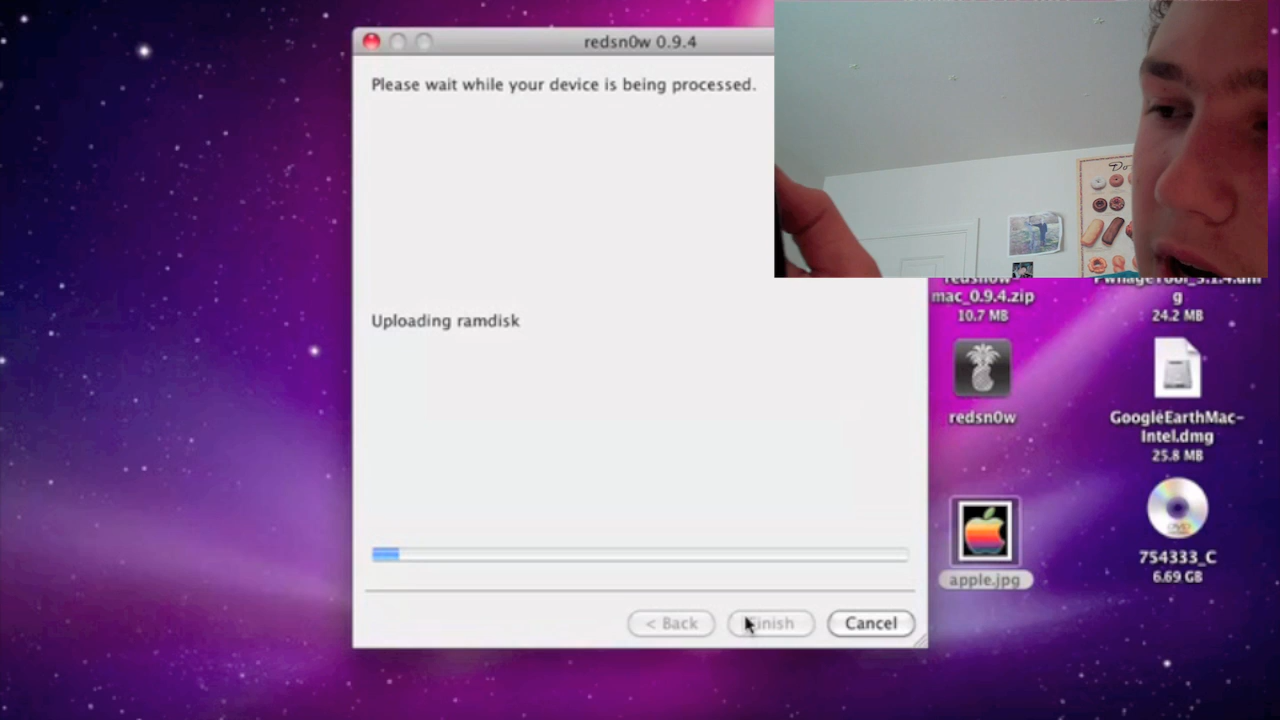 redsn0w 0.9.4
Please wait while your device is being processed.
Do
mac_0.9.4.zip
10.7 MB
g
24.2 MB
Uploading ramdisk
redsn0w
GoogleEarthMac-
Intel.dmg
25.8 MB
apple.jpg
754333_C
6.69 GB
< Back
Finish
Cancel